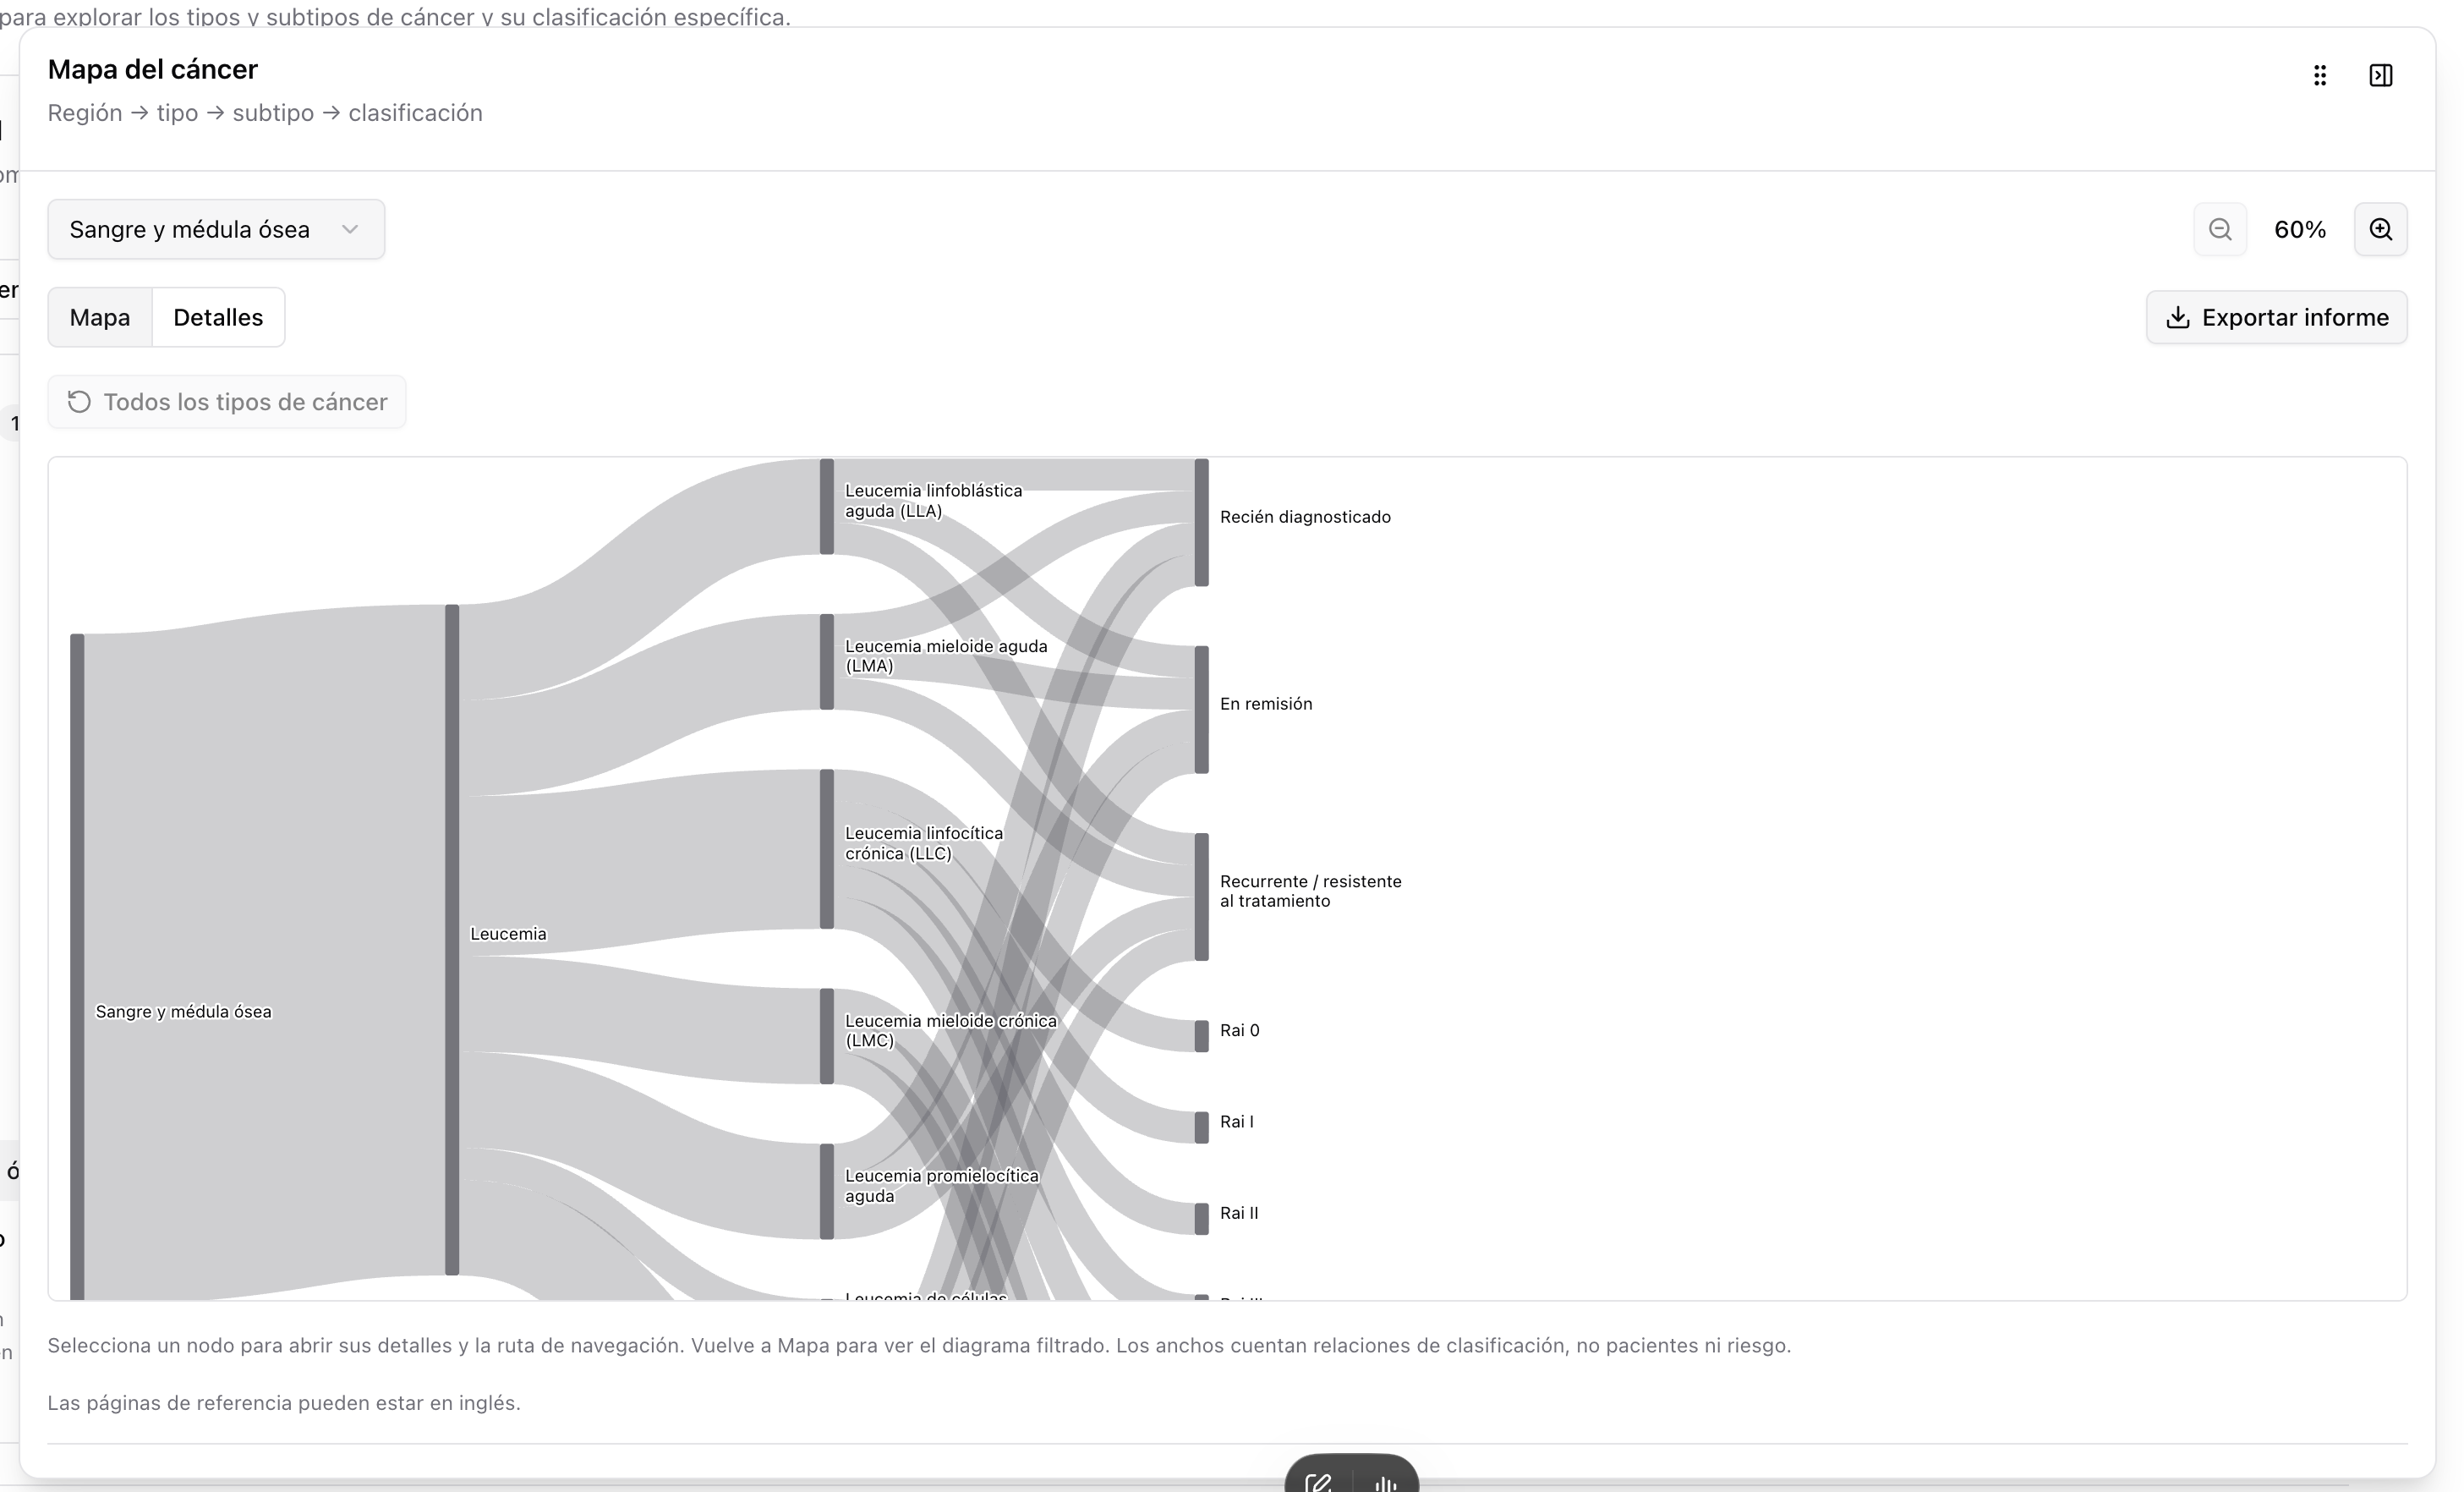 para explorar los tipos y subtipos de cáncer y su clasificación específica.
Mapa del cáncer
Región → tipo → subtipo → clasificación
Sangre y médula ósea
60%
Mapa
Detalles
Exportar informe
Todos los tipos de cáncer
Leucemia linfoblástica
aguda (LLA)
Recién diagnosticado
Leucemia mieloide aguda
(LMA)
En remisión
Leucemia linfocítica
crónica (LLC)
Recurrente / resistente
al tratamiento
Leucemia
Sangre y médula ósea
Leucemia mieloide crónica
(LMC)
Rai 0
Rai I
Leucemia promielocítica
aguda
Rai II
Leucemia de células
Selecciona un nodo para abrir sus detalles y la ruta de navegación. Vuelve a Mapa para ver el diagrama filtrado. Los anchos cuentan relaciones de clasificación, no pacientes ni riesgo.
Las páginas de referencia pueden estar en inglés.